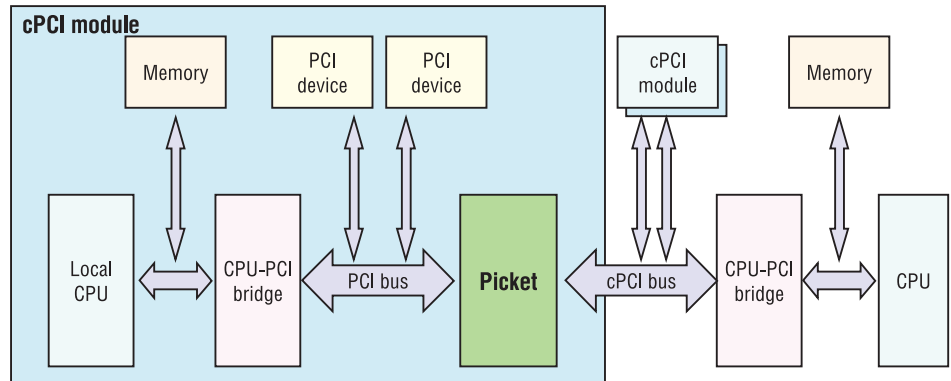 cPCI module
Memory
PCI
device
PCI
device
cPCI
module
Memory
Local
CPU
CPU-PCI
bridge
PCI bus
Picket
cPCI bus
CPU-PCI
bridge
CPU